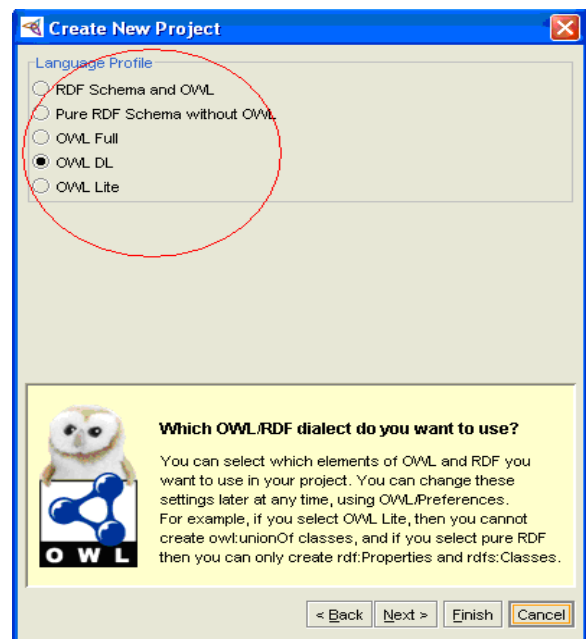 Create New Project
Language Profile
RDF Schema and OWL
Pure RDF Schema without OWL
OWL Full
OWL DL
OWL Lite
Which OWL/RDF dialect do you want to use?
You can select which elements of OWL and RDF you
want to use in your project. You can change these
settings later at any time, using OWL/Preferences.
For example, if you select OWL Lite, then you cannot
create owl:unionOf classes, and if you select pure RDF
then you can only create rdf:Properties and rdfs:Classes.
O W L
< Back Next > Finish Cancel